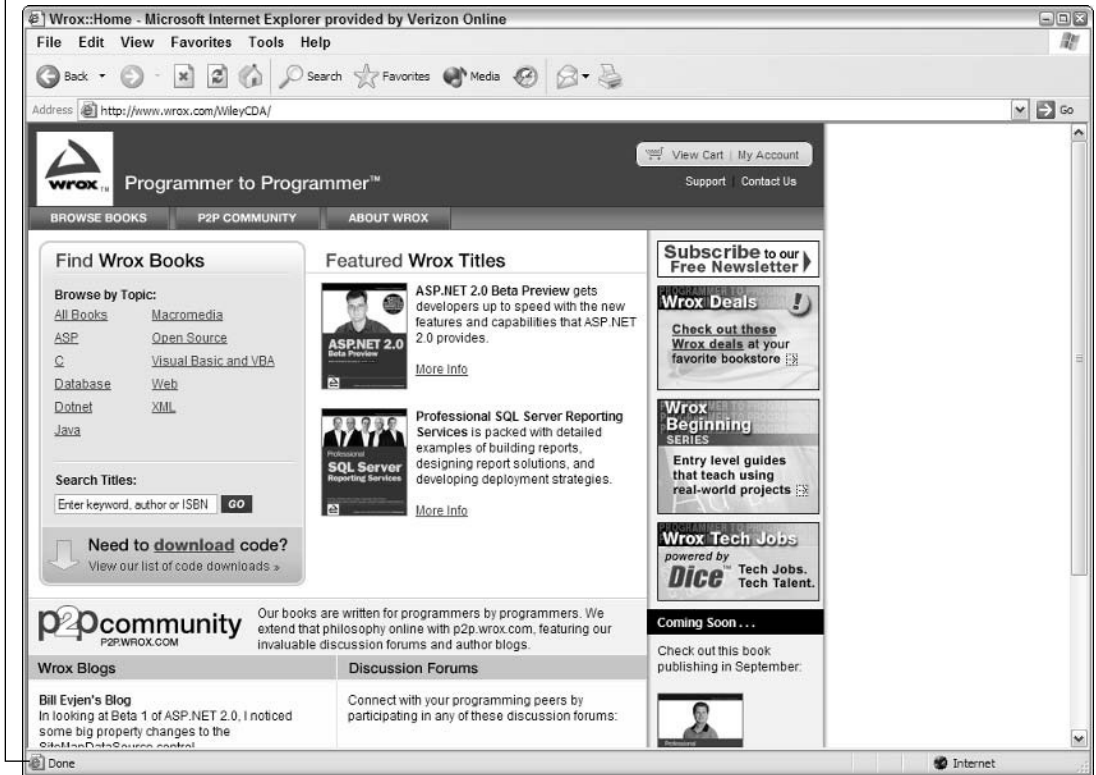 Wrox::Home - Microsoft Internet Explorer provided by Verizon Online
File Edit View Favorites Tools Help
Back Search Favorites Media
Address http://www.wrox.com/WileyCDA/ Go
wrox™ Programmer to Programmer™
View Cart | My Account
Support Contact Us
BROWSE BOOKS P2P COMMUNITY ABOUT WROX
Find Wrox Books
Browse by Topic:
All Books Macromedia
ASP Open Source
C Visual Basic and VBA
Database Web
Dotnet XML
Java
Search Titles:
Enter keyword, author or ISBN GO
Need to download code?
View our list of code downloads »
Featured Wrox Titles
ASP.NET 2.0
Beta Preview
ASP.NET 2.0 Beta Preview gets
developers up to speed with the new
features and capabilities that ASP.NET
2.0 provides.
More Info
Professional
SQL Server
Reporting Services
Professional SQL Server Reporting
Services is packed with detailed
examples of building reports,
designing report solutions, and
developing deployment strategies.
More Info
Subscribe to our
Free Newsletter
Wrox Deals
Check out these
Wrox deals at your
favorite bookstore
Wrox
Beginning
SERIES
Entry level guides
that teach using
real-world projects
Wrox Tech Jobs
powered by
Dice™ Tech Jobs.
Tech Talent.
Coming Soon . . .
Check out this book
publishing in September:
Professional
p2pcommunity
P2P.WROX.COM
Our books are written for programmers by programmers. We
extend that philosophy online with p2p.wrox.com, featuring our
invaluable discussion forums and author blogs.
Wrox Blogs
Bill Evjen's Blog
In looking at Beta 1 of ASP.NET 2.0, I noticed
some big property changes to the
SiteMapDataSource control
Discussion Forums
Connect with your programming peers by
participating in any of these discussion forums:
Done Internet